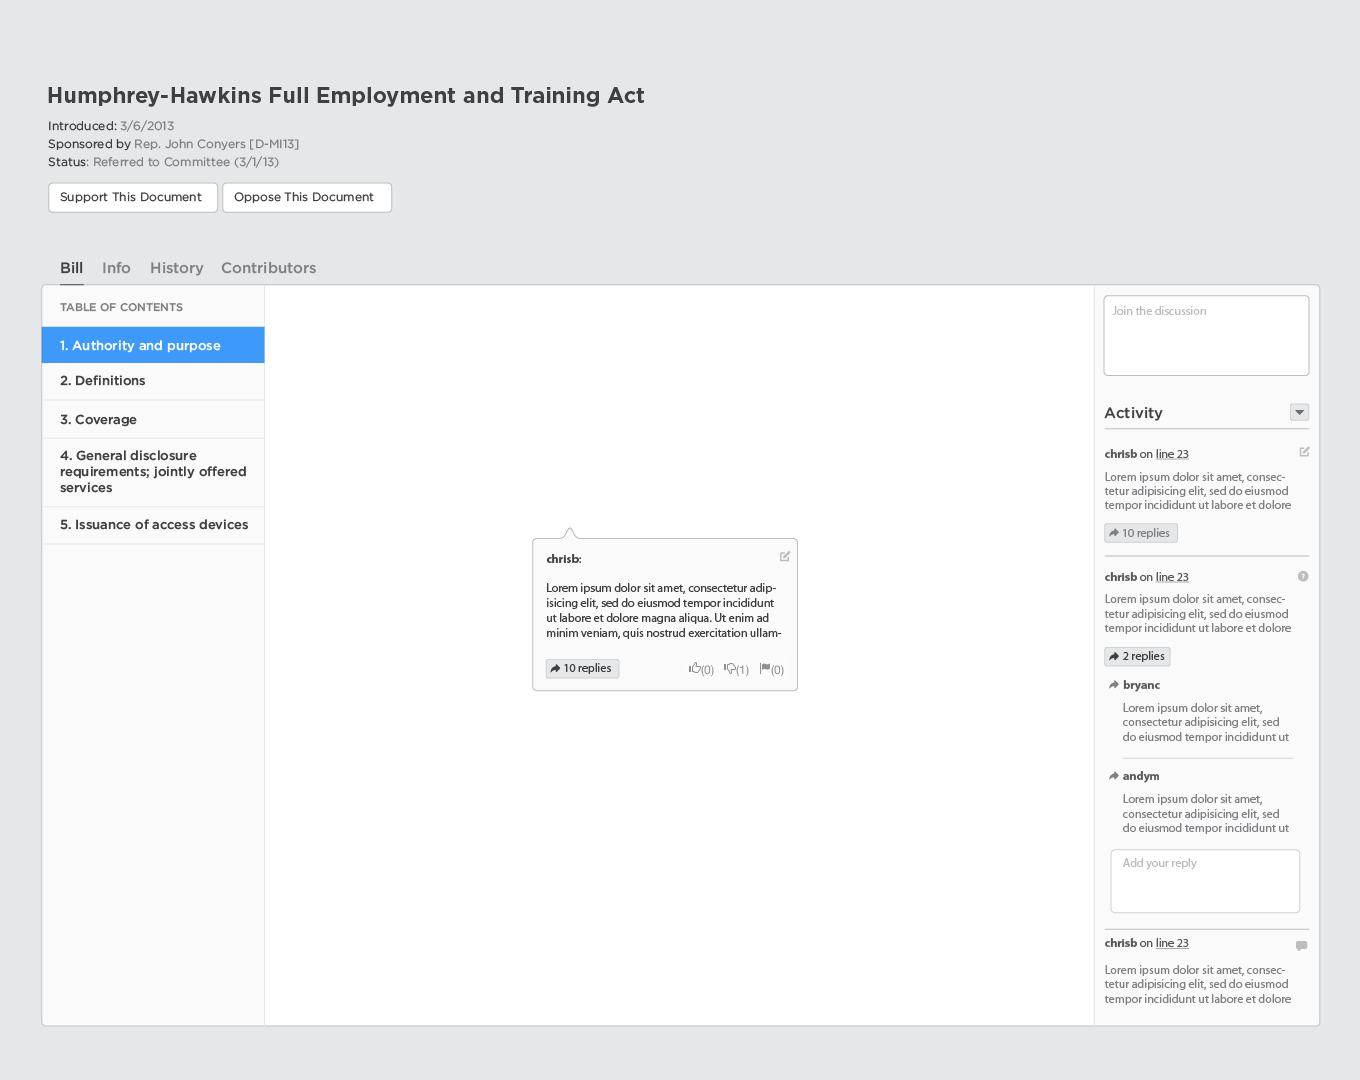 Humphrey-Hawkins Full Employment and Training Act
Introduced: 3/6/2013
Sponsored by Rep. John Conyers [D-MI13]
Status: Referred to Committee (3/1/13)
Support This Document
Oppose This Document
Bill
Info
History
Contributors
TABLE OF CONTENTS
1. Authority and purpose
2. Definitions
3. Coverage
4. General disclosure
requirements; jointly offered
services
5. Issuance of access devices
chrisb:
Lorem ipsum dolor sit amet, consectetur adip-
isicing elit, sed do eiusmod tempor incididunt
ut labore et dolore magna aliqua. Ut enim ad
minim veniam, quis nostrud exercitation ullam-
10 replies
(0)
(1)
(0)
Join the discussion
Activity
chrisb on line 23
Lorem ipsum dolor sit amet, consec-
tetur adipisicing elit, sed do eiusmod
tempor incididunt ut labore et dolore
10 replies
chrisb on line 23
?
Lorem ipsum dolor sit amet, consec-
tetur adipisicing elit, sed do eiusmod
tempor incididunt ut labore et dolore
2 replies
bryanc
Lorem ipsum dolor sit amet,
consectetur adipisicing elit, sed
do eiusmod tempor incididunt ut
andym
Lorem ipsum dolor sit amet,
consectetur adipisicing elit, sed
do eiusmod tempor incididunt ut
Add your reply
chrisb on line 23
Lorem ipsum dolor sit amet, consec-
tetur adipisicing elit, sed do eiusmod
tempor incididunt ut labore et dolore